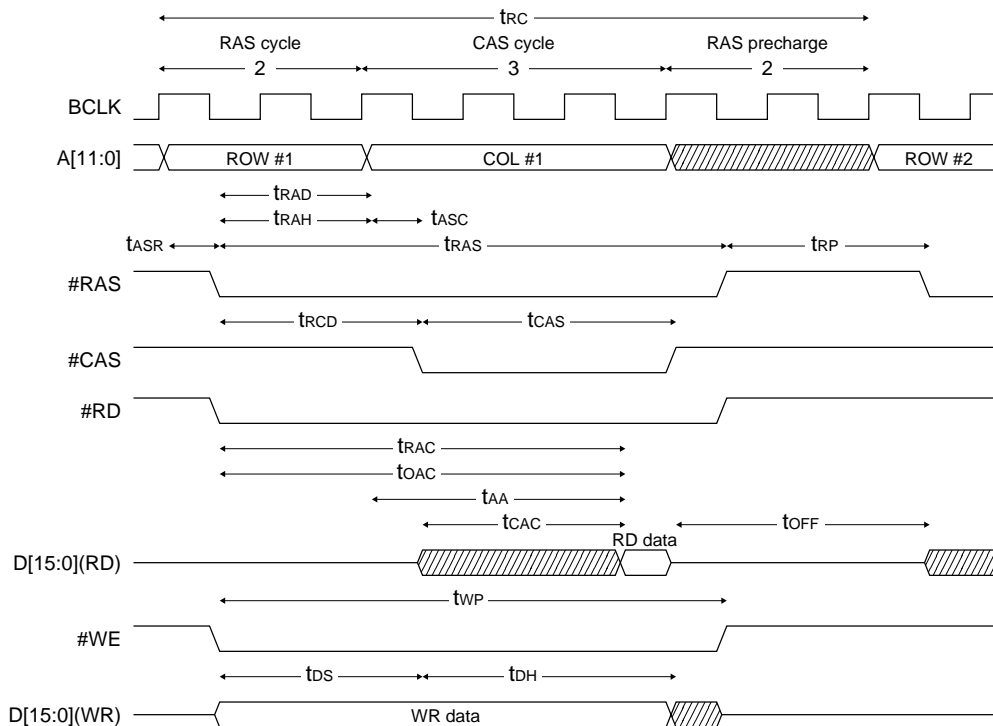 tRC
RAS cycle CAS cycle RAS precharge
2 3 2
BCLK
A[11:0] ROW #1 COL #1 ROW #2
tRAD
tRAH tASC
tASR tRAS tRP
#RAS
tRCD tCAS
#CAS
#RD
tRAC
tOAC
tAA
tCAC tOFF
RD data
D[15:0](RD)
tWP
#WE
tDS tDH
D[15:0](WR) WR data